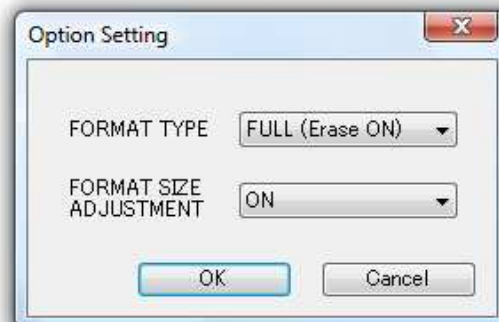 Option Setting
FORMAT TYPE
FULL (Erase ON)
FORMAT SIZE
ADJUSTMENT
ON
OK
Cancel